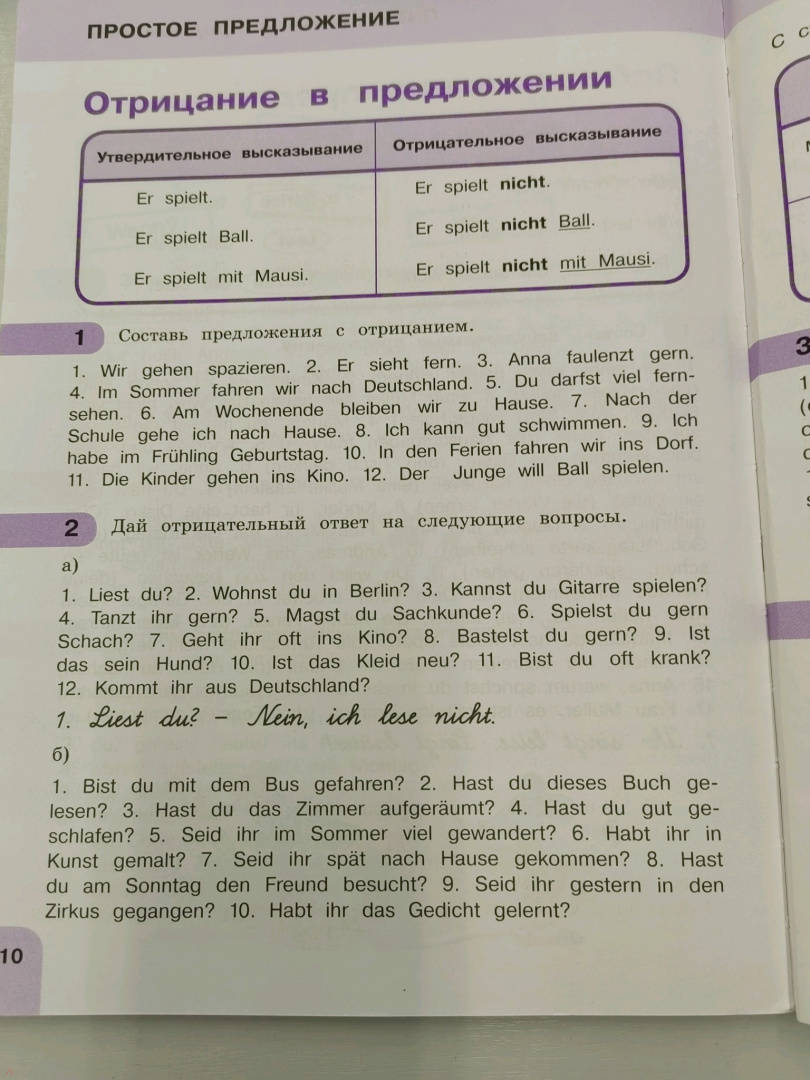 ПРОСТОЕ ПРЕДЛОЖЕНИЕ
Отрицание в предложении
Утвердительное высказывание
Отрицательное высказывание
Er spielt.
Er spielt nicht.
Er spielt Ball.
Er spielt nicht Ball.
Er spielt mit Mausi.
Er spielt nicht mit Mausi.
1 Составь предложения с отрицанием.
1. Wir gehen spazieren. 2. Er sieht fern. 3. Anna faulenzt gern.
4. Im Sommer fahren wir nach Deutschland. 5. Du darfst viel fern-
sehen. 6. Am Wochenende bleiben wir zu Hause. 7. Nach der
Schule gehe ich nach Hause. 8. Ich kann gut schwimmen. 9. Ich
habe im Frühling Geburtstag. 10. In den Ferien fahren wir ins Dorf.
11. Die Kinder gehen ins Kino. 12. Der Junge will Ball spielen.
2 Дай отрицательный ответ на следующие вопросы.
а)
1. Liest du? 2. Wohnst du in Berlin? 3. Kannst du Gitarre spielen?
4. Tanzt ihr gern? 5. Magst du Sachkunde? 6. Spielst du gern
Schach? 7. Geht ihr oft ins Kino? 8. Bastelst du gern? 9. Ist
das sein Hund? 10. Ist das Kleid neu? 11. Bist du oft krank?
12. Kommt ihr aus Deutschland?
1. Liest du? – Nein, ich lese nicht.
б)
1. Bist du mit dem Bus gefahren? 2. Hast du dieses Buch ge-
lesen? 3. Hast du das Zimmer aufgeräumt? 4. Hast du gut ge-
schlafen? 5. Seid ihr im Sommer viel gewandert? 6. Habt ihr in
Kunst gemalt? 7. Seid ihr spät nach Hause gekommen? 8. Hast
du am Sonntag den Freund besucht? 9. Seid ihr gestern in den
Zirkus gegangen? 10. Habt ihr das Gedicht gelernt?
10
С
3
1